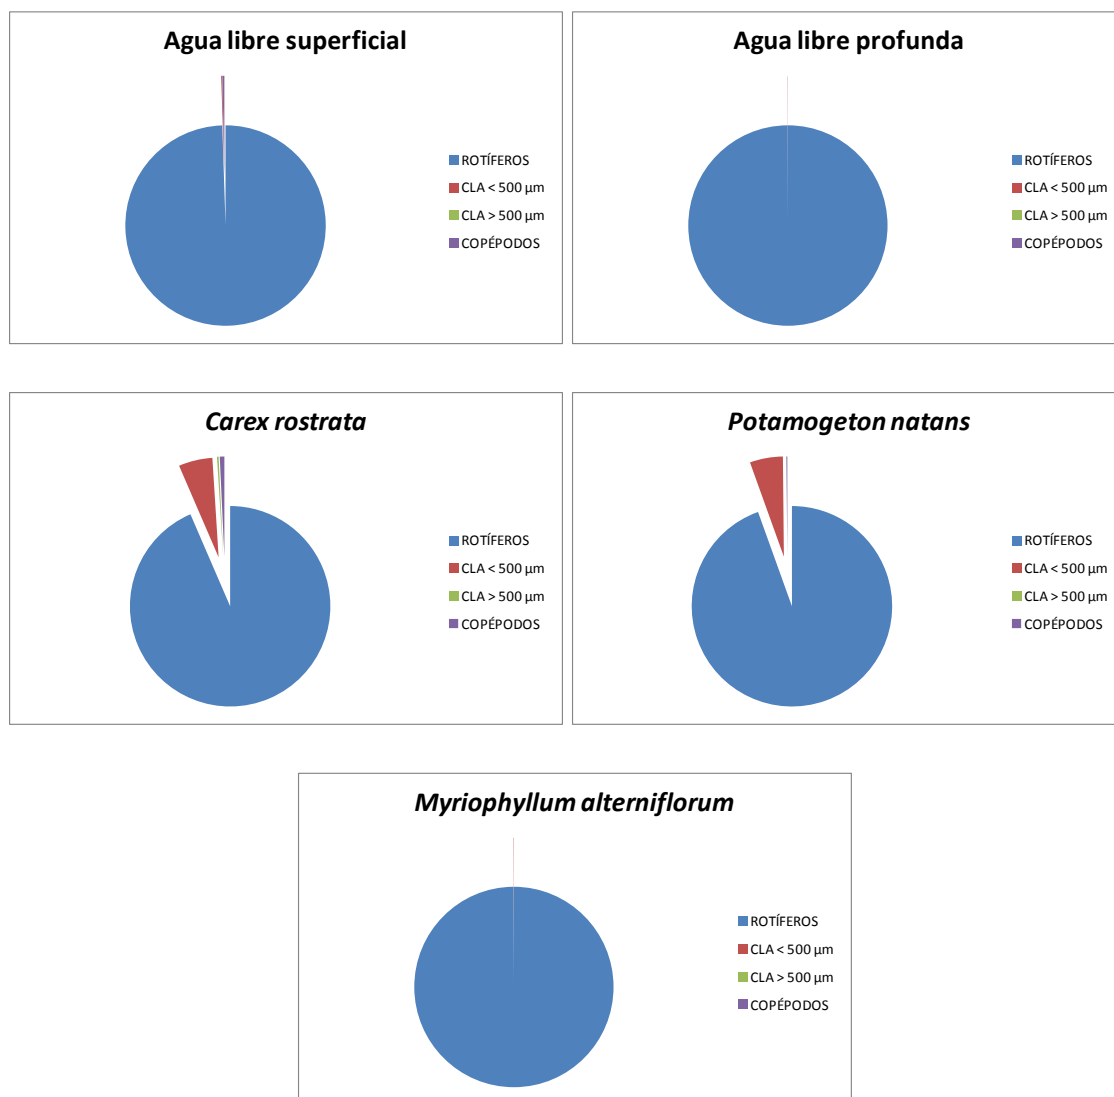 Agua libre superficial
ROTÍFEROS
CLA < 500 µm
CLA > 500 µm
COPÉPODOS
Agua libre profunda
ROTÍFEROS
CLA < 500 µm
CLA > 500 µm
COPÉPODOS
Carex rostrata
ROTÍFEROS
CLA < 500 µm
CLA > 500 µm
COPÉPODOS
Potamogeton natans
ROTÍFEROS
CLA < 500 µm
CLA > 500 µm
COPÉPODOS
Myriophyllum alterniflorum
ROTÍFEROS
CLA < 500 µm
CLA > 500 µm
COPÉPODOS